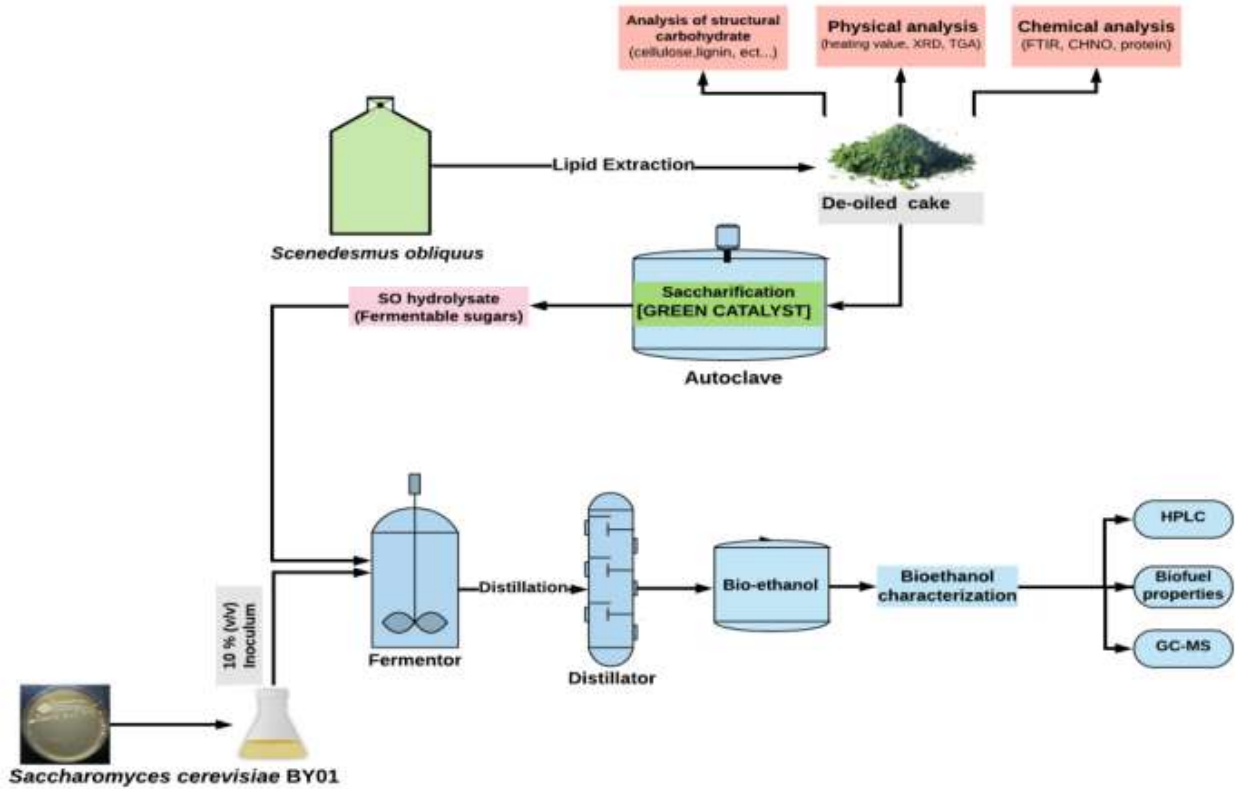 Analysis of structural
carbohydrate
(cellulose,lignin, ect...)
Physical analysis
(heating value, XRD, TGA)
Chemical analysis
(FTIR, CHNO, protein)
Lipid Extraction
De-oiled cake
Scenedesmus obliquus
Saccharification
[GREEN CATALYST]
Autoclave
SO hydrolysate
(Fermentable sugars)
10 % (v/v)
Inoculum
Fermentor
Distillation
Distillator
Bio-ethanol
Bioethanol
characterization
HPLC
Biofuel
properties
GC-MS
Saccharomyces cerevisiae BY01